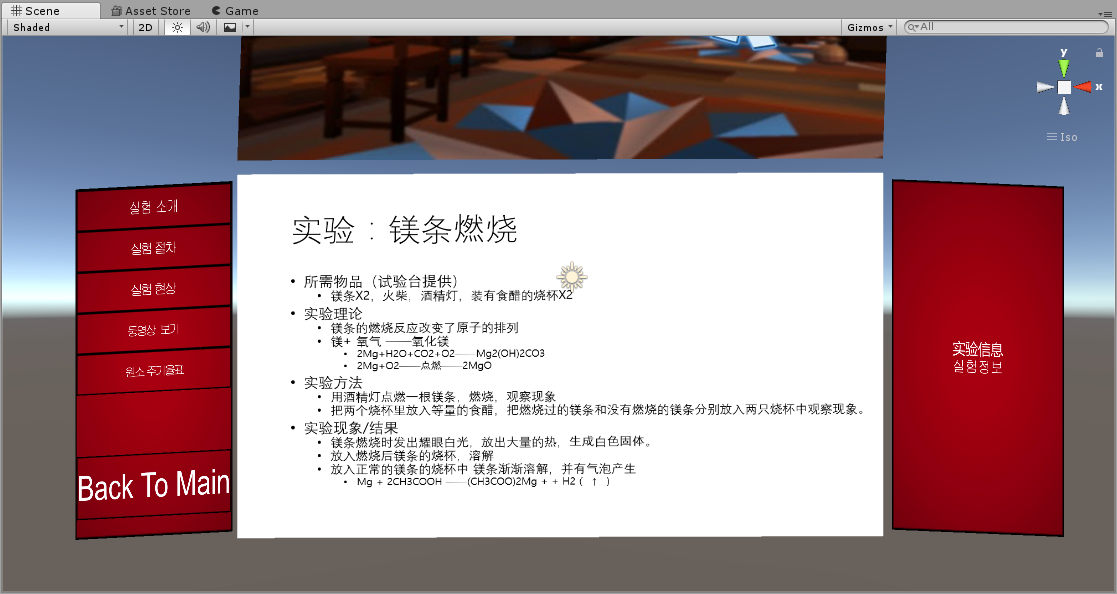 Scene
Asset Store
Game
Shaded
2D
Gizmos
All
y
x
Iso
실험 소개
실험 절차
실험 현상
동영상 보기
원소 주기율표
Back To Main
实验：镁条燃烧
• 所需物品（试验台提供）
• 镁条X2，火柴，酒精灯，装有食醋的烧杯X2
• 实验理论
• 镁条的燃烧反应改变了原子的排列
• 镁+ 氧气 ——氧化镁
• 2Mg+H2O+CO2+O2——Mg2(OH)2CO3
• 2Mg+O2——点燃——2MgO
• 实验方法
• 用酒精灯点燃一根镁条，燃烧，观察现象
• 把两个烧杯里放入等量的食醋，把燃烧过的镁条和没有燃烧的镁条分别放入两只烧杯中观察现象。
• 实验现象/结果
• 镁条燃烧时发出耀眼白光，放出大量的热，生成白色固体。
• 放入燃烧后镁条的烧杯，溶解
• 放入正常的镁条的烧杯中 镁条渐渐溶解，并有气泡产生
• Mg + 2CH3COOH ——(CH3COO)2Mg + + H2 ( ↑ )
实验信息
실험정보